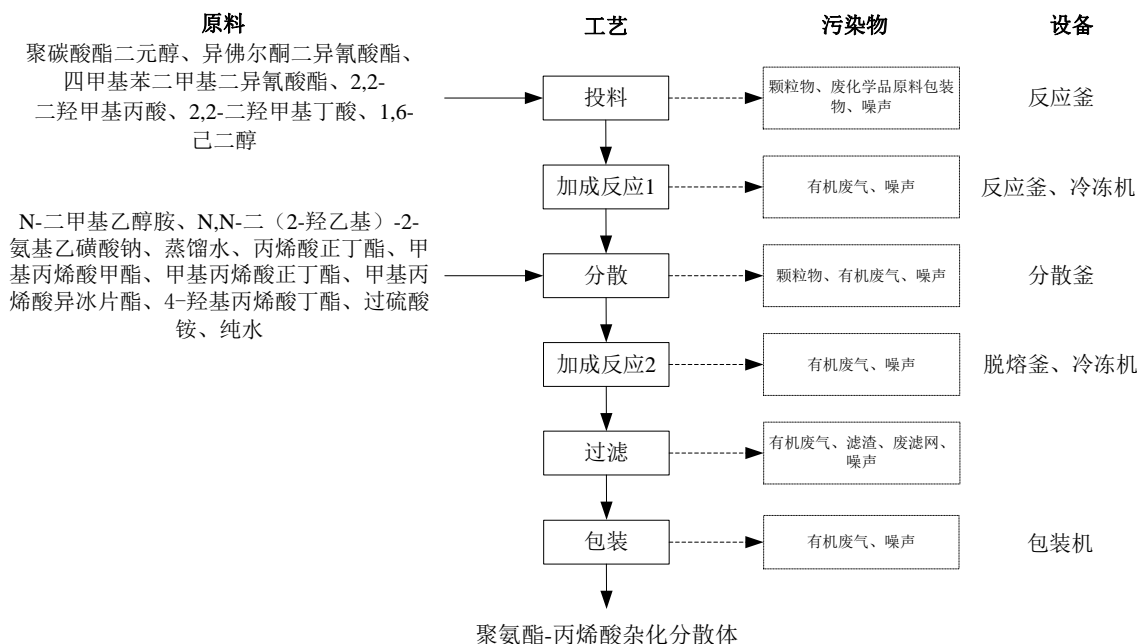 原料
工艺
污染物
设备
聚碳酸酯二元醇、异佛尔酮二异氰酸酯、
四甲基苯二甲基二异氰酸酯、2,2-
二羟甲基丙酸、2,2-二羟甲基丁酸、1,6-
己二醇
投料
颗粒物、废化学品原料包装
物、噪声
反应釜
加成反应1
有机废气、噪声
反应釜、冷冻机
N-二甲基乙醇胺、N,N-二（2-羟乙基）-2-
氨基乙磺酸钠、蒸馏水、丙烯酸正丁酯、甲
基丙烯酸甲酯、甲基丙烯酸正丁酯、甲基丙
烯酸异冰片酯、4-羟基丙烯酸丁酯、过硫酸
铵、纯水
分散
颗粒物、有机废气、噪声
分散釜
加成反应2
有机废气、噪声
脱熔釜、冷冻机
过滤
有机废气、滤渣、废滤网、
噪声
包装
有机废气、噪声
包装机
聚氨酯-丙烯酸杂化分散体